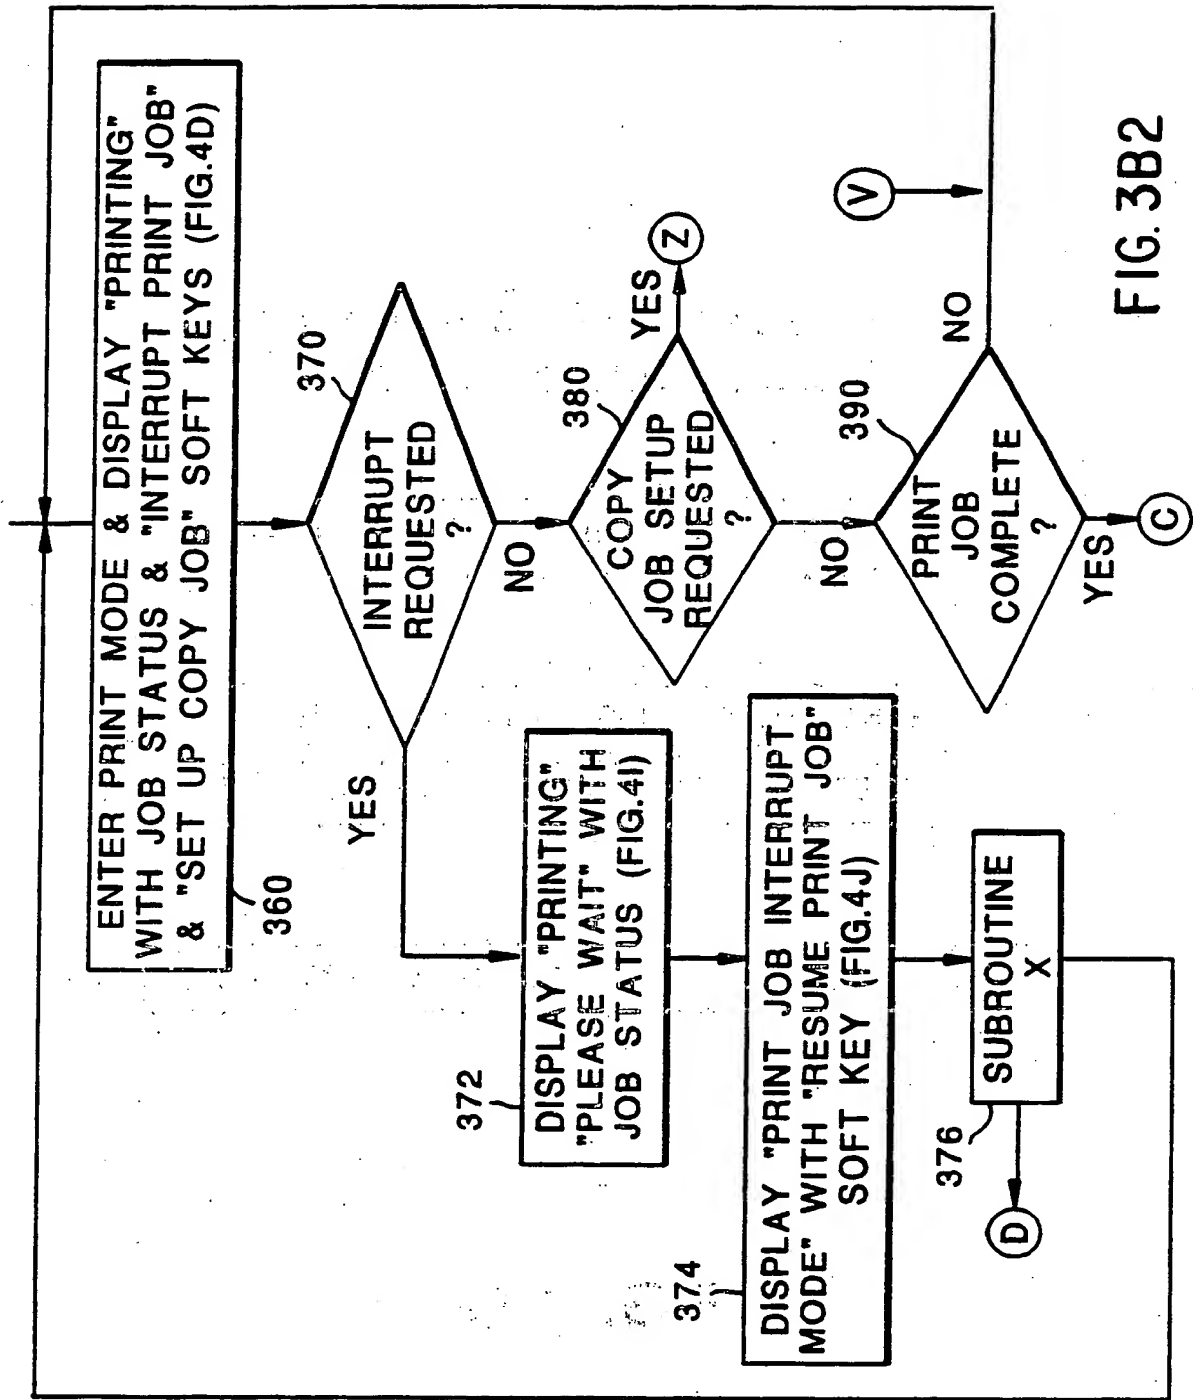 ENTER PRINT MODE & DISPLAY "PRINTING"
WITH JOB STATUS & "INTERRUPT PRINT JOB"
& "SET UP COPY JOB" SOFT KEYS (FIG.4D)
360
370
INTERRUPT
REQUESTED
?
YES
NO
372
DISPLAY "PRINTING"
"PLEASE WAIT" WITH
JOB STATUS (FIG.4I)
374
DISPLAY "PRINT JOB INTERRUPT
MODE" WITH "RESUME PRINT JOB"
SOFT KEY (FIG.4J)
376
SUBROUTINE
X
D
380
COPY
JOB SETUP
REQUESTED
?
YES
Z
NO
390
PRINT
JOB
COMPLETE
?
NO
V
YES
C
FIG. 3B2